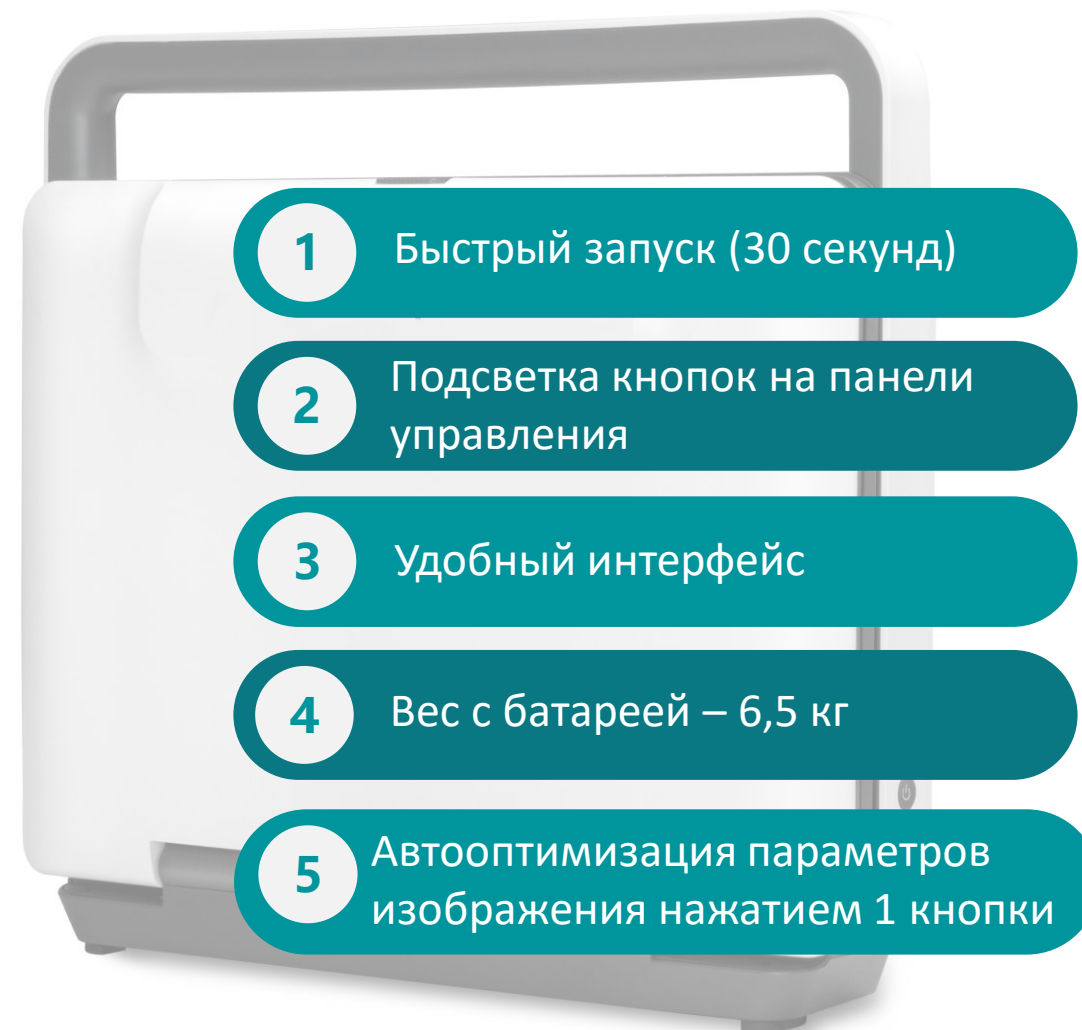 1
Быстрый запуск (30 секунд)
2
Подсветка кнопок на панели
управления
3
Удобный интерфейс
4
Вес с батареей – 6,5 кг
5
Автооптимизация параметров
изображения нажатием 1 кнопки